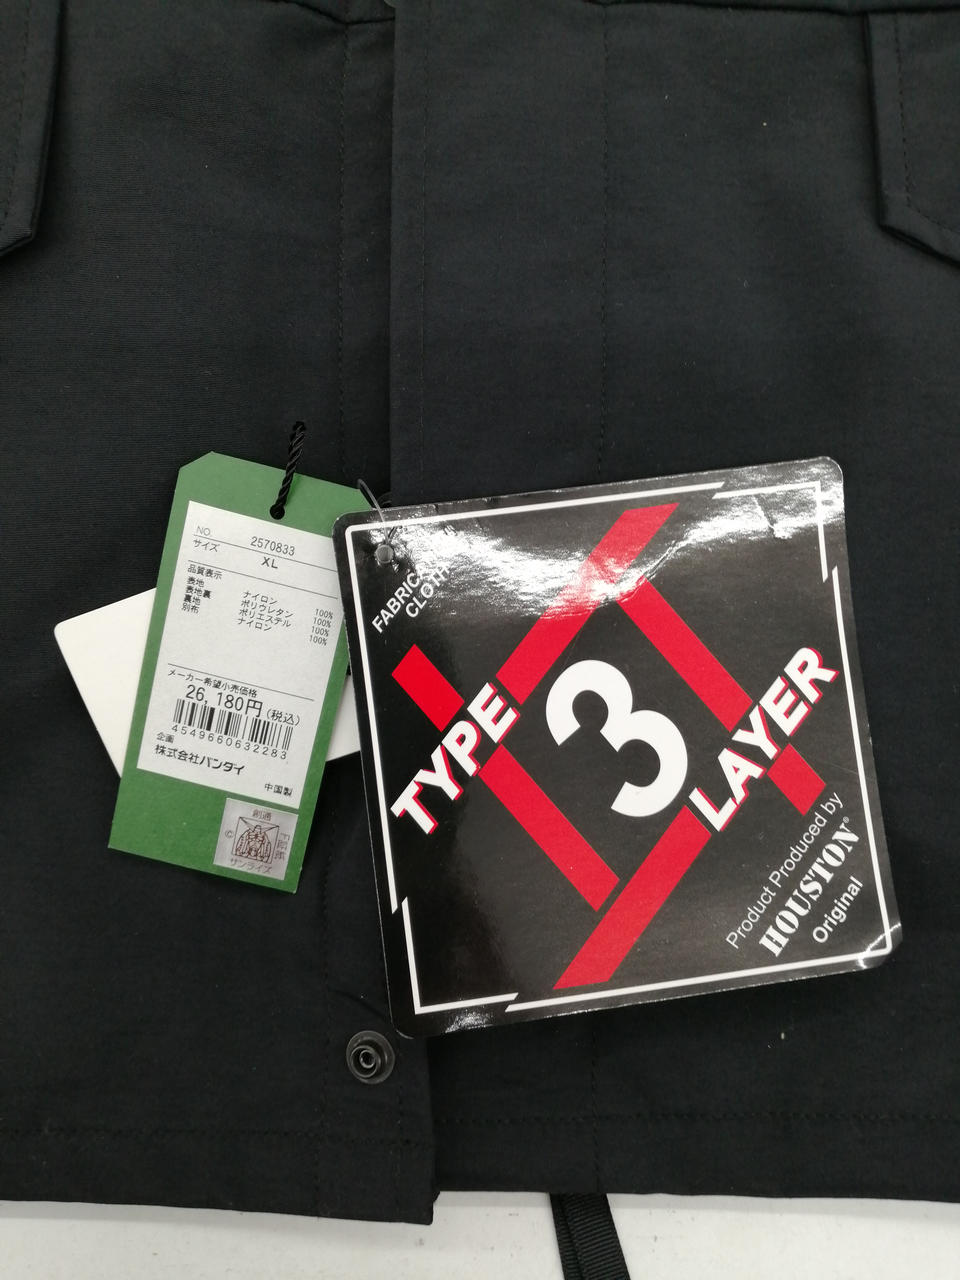 NO. 2570833
サイズ XL
品質表示
表地 ナイロン 100%
表地裏 ポリウレタン 100%
裏地 ポリエステル 100%
別布 ナイロン 100%
メーカー希望小売価格
26,180円(税込)
4549660632283
企画
株式会社バンダイ
中国製
創通
©
サンライズ
FABRIC
CLOTH
TYPE
3
LAYER
Product Produced by
HOUSTON®
Original